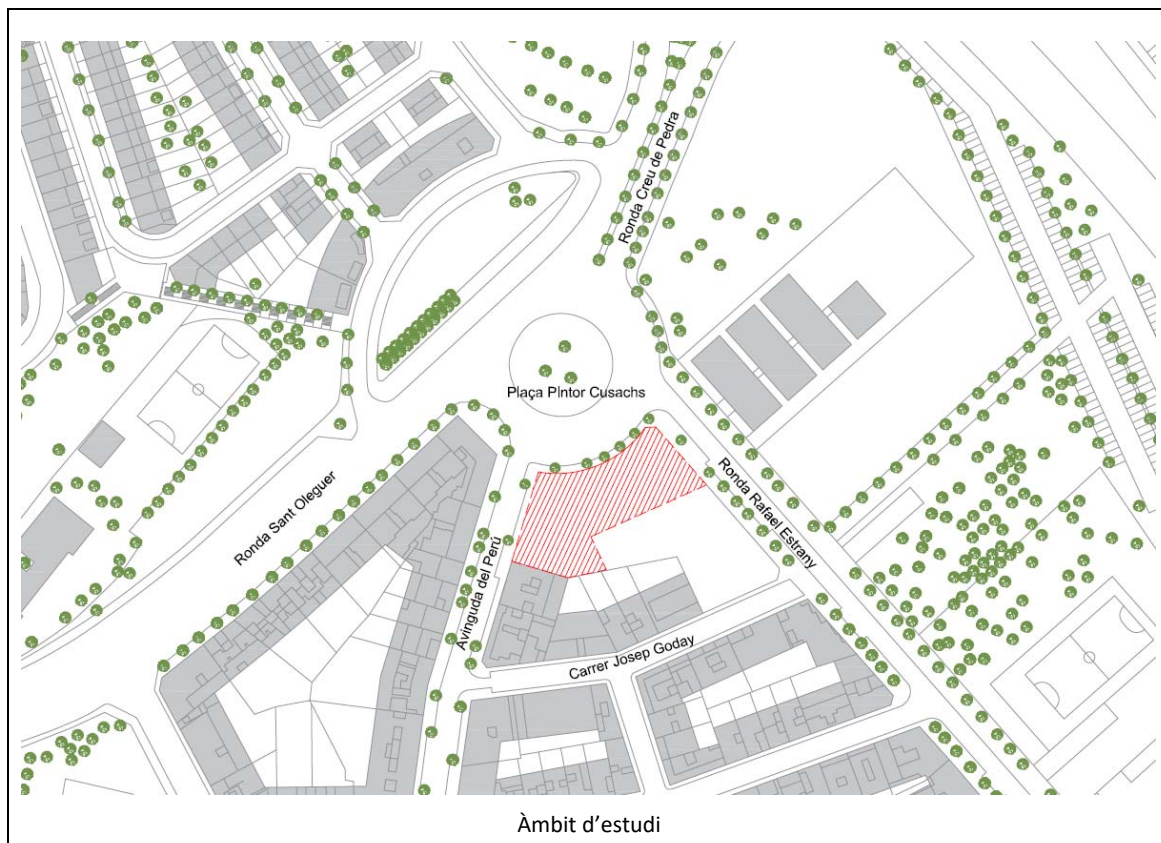 Ronda Creu de Pedra
Plaça PIntor Cusachs
Ronda Sant Oleguer
Avinguda del Perú
Ronda Rafael Estrany
Carrer Josep Goday
Àmbit d'estudi